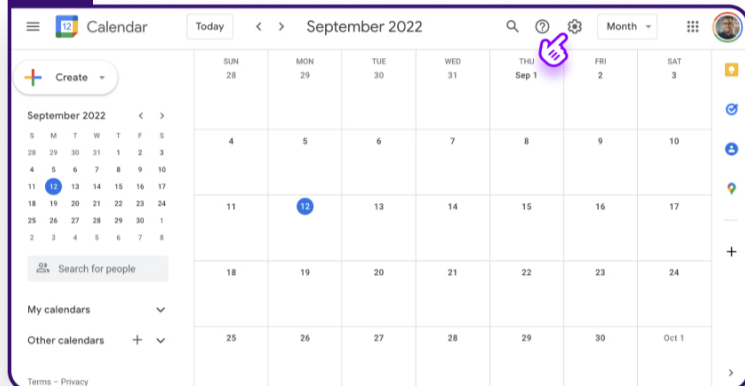 12 Calendar Today September 2022 Month
Create
September 2022
S M T W T F S
28 29 30 31 1 2 3
4 5 6 7 8 9 10
11 12 13 14 15 16 17
18 19 20 21 22 23 24
25 26 27 28 29 30 1
2 3 4 5 6 7 8
Search for people
My calendars
Other calendars
Terms – Privacy
SUN MON TUE WED THU FRI SAT
28 29 30 31 Sep 1 2 3
4 5 6 7 8 9 10
11 12 13 14 15 16 17
18 19 20 21 22 23 24
25 26 27 28 29 30 Oct 1